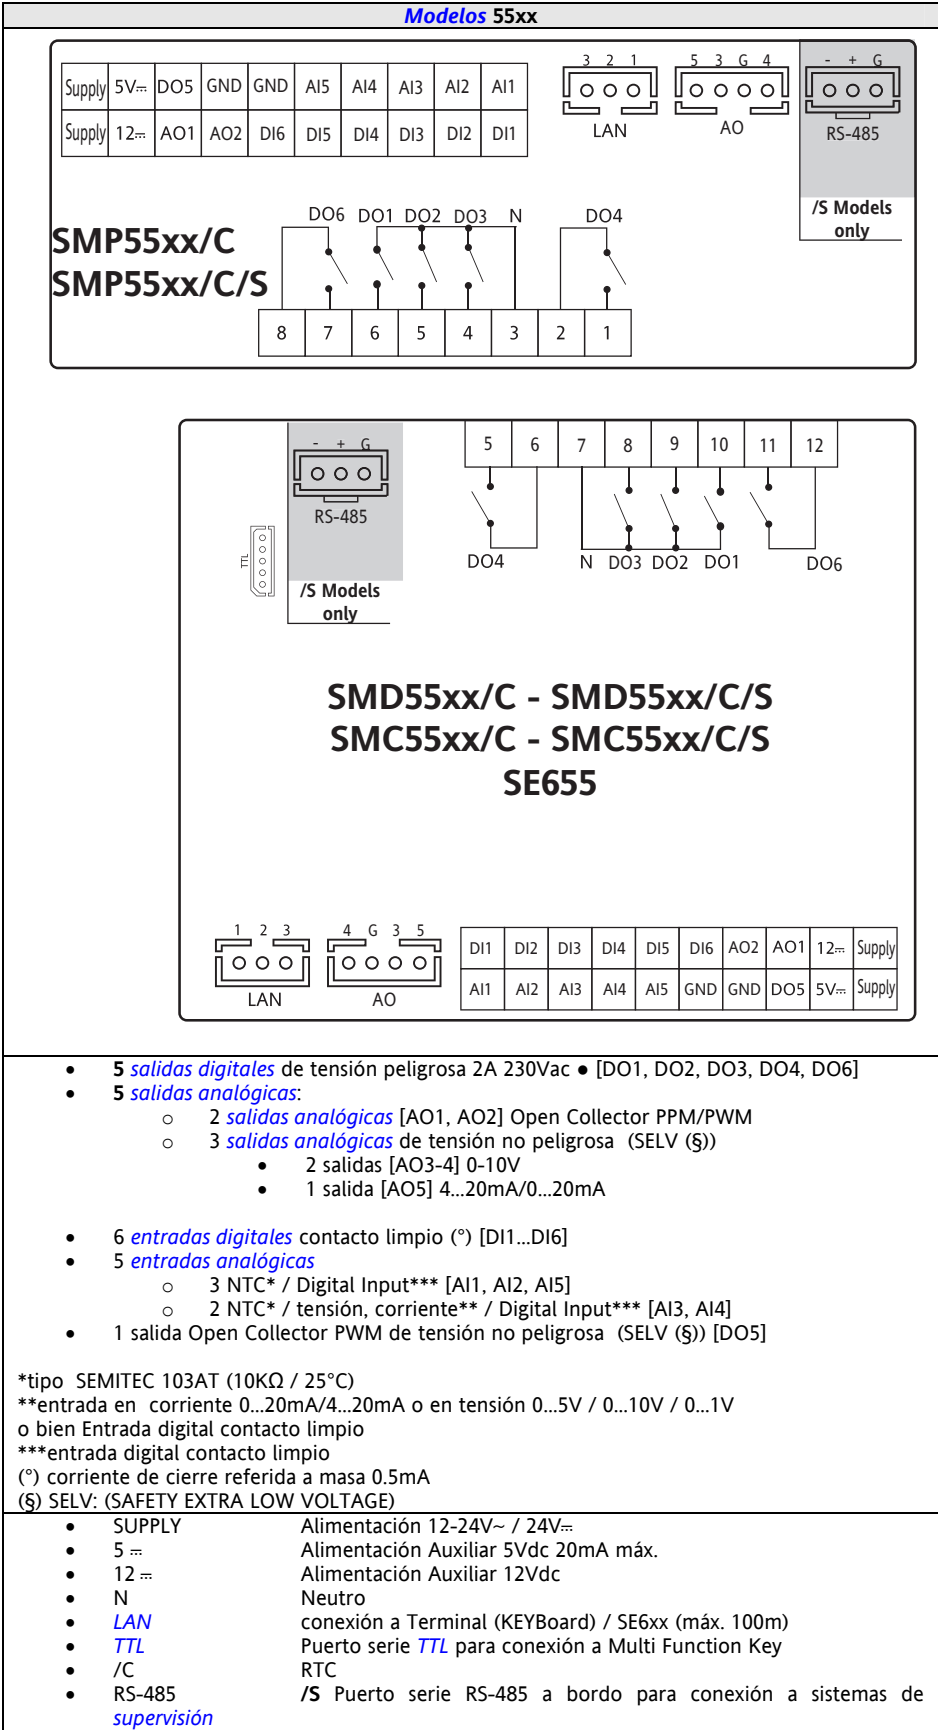 Modelos 55xx
3 2 1 5 3 G 4 - + G
Supply 5V⎓ DO5 GND GND AI5 AI4 AI3 AI2 AI1
Supply 12⎓ AO1 AO2 DI6 DI5 DI4 DI3 DI2 DI1
LAN AO RS-485
/S Models
only
DO6 DO1 DO2 DO3 N DO4
SMP55xx/C
SMP55xx/C/S
8 7 6 5 4 3 2 1
- + G
RS-485
TTL
/S Models
only
5 6 7 8 9 10 11 12
DO4 N DO3 DO2 DO1 DO6
SMD55xx/C - SMD55xx/C/S
SMC55xx/C - SMC55xx/C/S
SE655
1 2 3 4 G 3 5
LAN AO
DI1 DI2 DI3 DI4 DI5 DI6 AO2 AO1 12⎓ Supply
AI1 AI2 AI3 AI4 AI5 GND GND DO5 5V⎓ Supply
• 5 salidas digitales de tensión peligrosa 2A 230Vac ● [DO1, DO2, DO3, DO4, DO6]
• 5 salidas analógicas:
o 2 salidas analógicas [AO1, AO2] Open Collector PPM/PWM
o 3 salidas analógicas de tensión no peligrosa (SELV (§))
• 2 salidas [AO3-4] 0-10V
• 1 salida [AO5] 4...20mA/0...20mA
• 6 entradas digitales contacto limpio (°) [DI1...DI6]
• 5 entradas analógicas
o 3 NTC* / Digital Input*** [AI1, AI2, AI5]
o 2 NTC* / tensión, corriente** / Digital Input*** [AI3, AI4]
• 1 salida Open Collector PWM de tensión no peligrosa (SELV (§)) [DO5]
*tipo SEMITEC 103AT (10KΩ / 25°C)
**entrada en corriente 0...20mA/4...20mA o en tensión 0...5V / 0...10V / 0...1V
o bien Entrada digital contacto limpio
***entrada digital contacto limpio
(°) corriente de cierre referida a masa 0.5mA
(§) SELV: (SAFETY EXTRA LOW VOLTAGE)
• SUPPLY Alimentación 12-24V~ / 24V⎓
• 5 ⎓ Alimentación Auxiliar 5Vdc 20mA máx.
• 12 ⎓ Alimentación Auxiliar 12Vdc
• N Neutro
• LAN conexión a Terminal (KEYBoard) / SE6xx (máx. 100m)
• TTL Puerto serie TTL para conexión a Multi Function Key
• /C RTC
• RS-485 /S Puerto serie RS-485 a bordo para conexión a sistemas de
supervisión